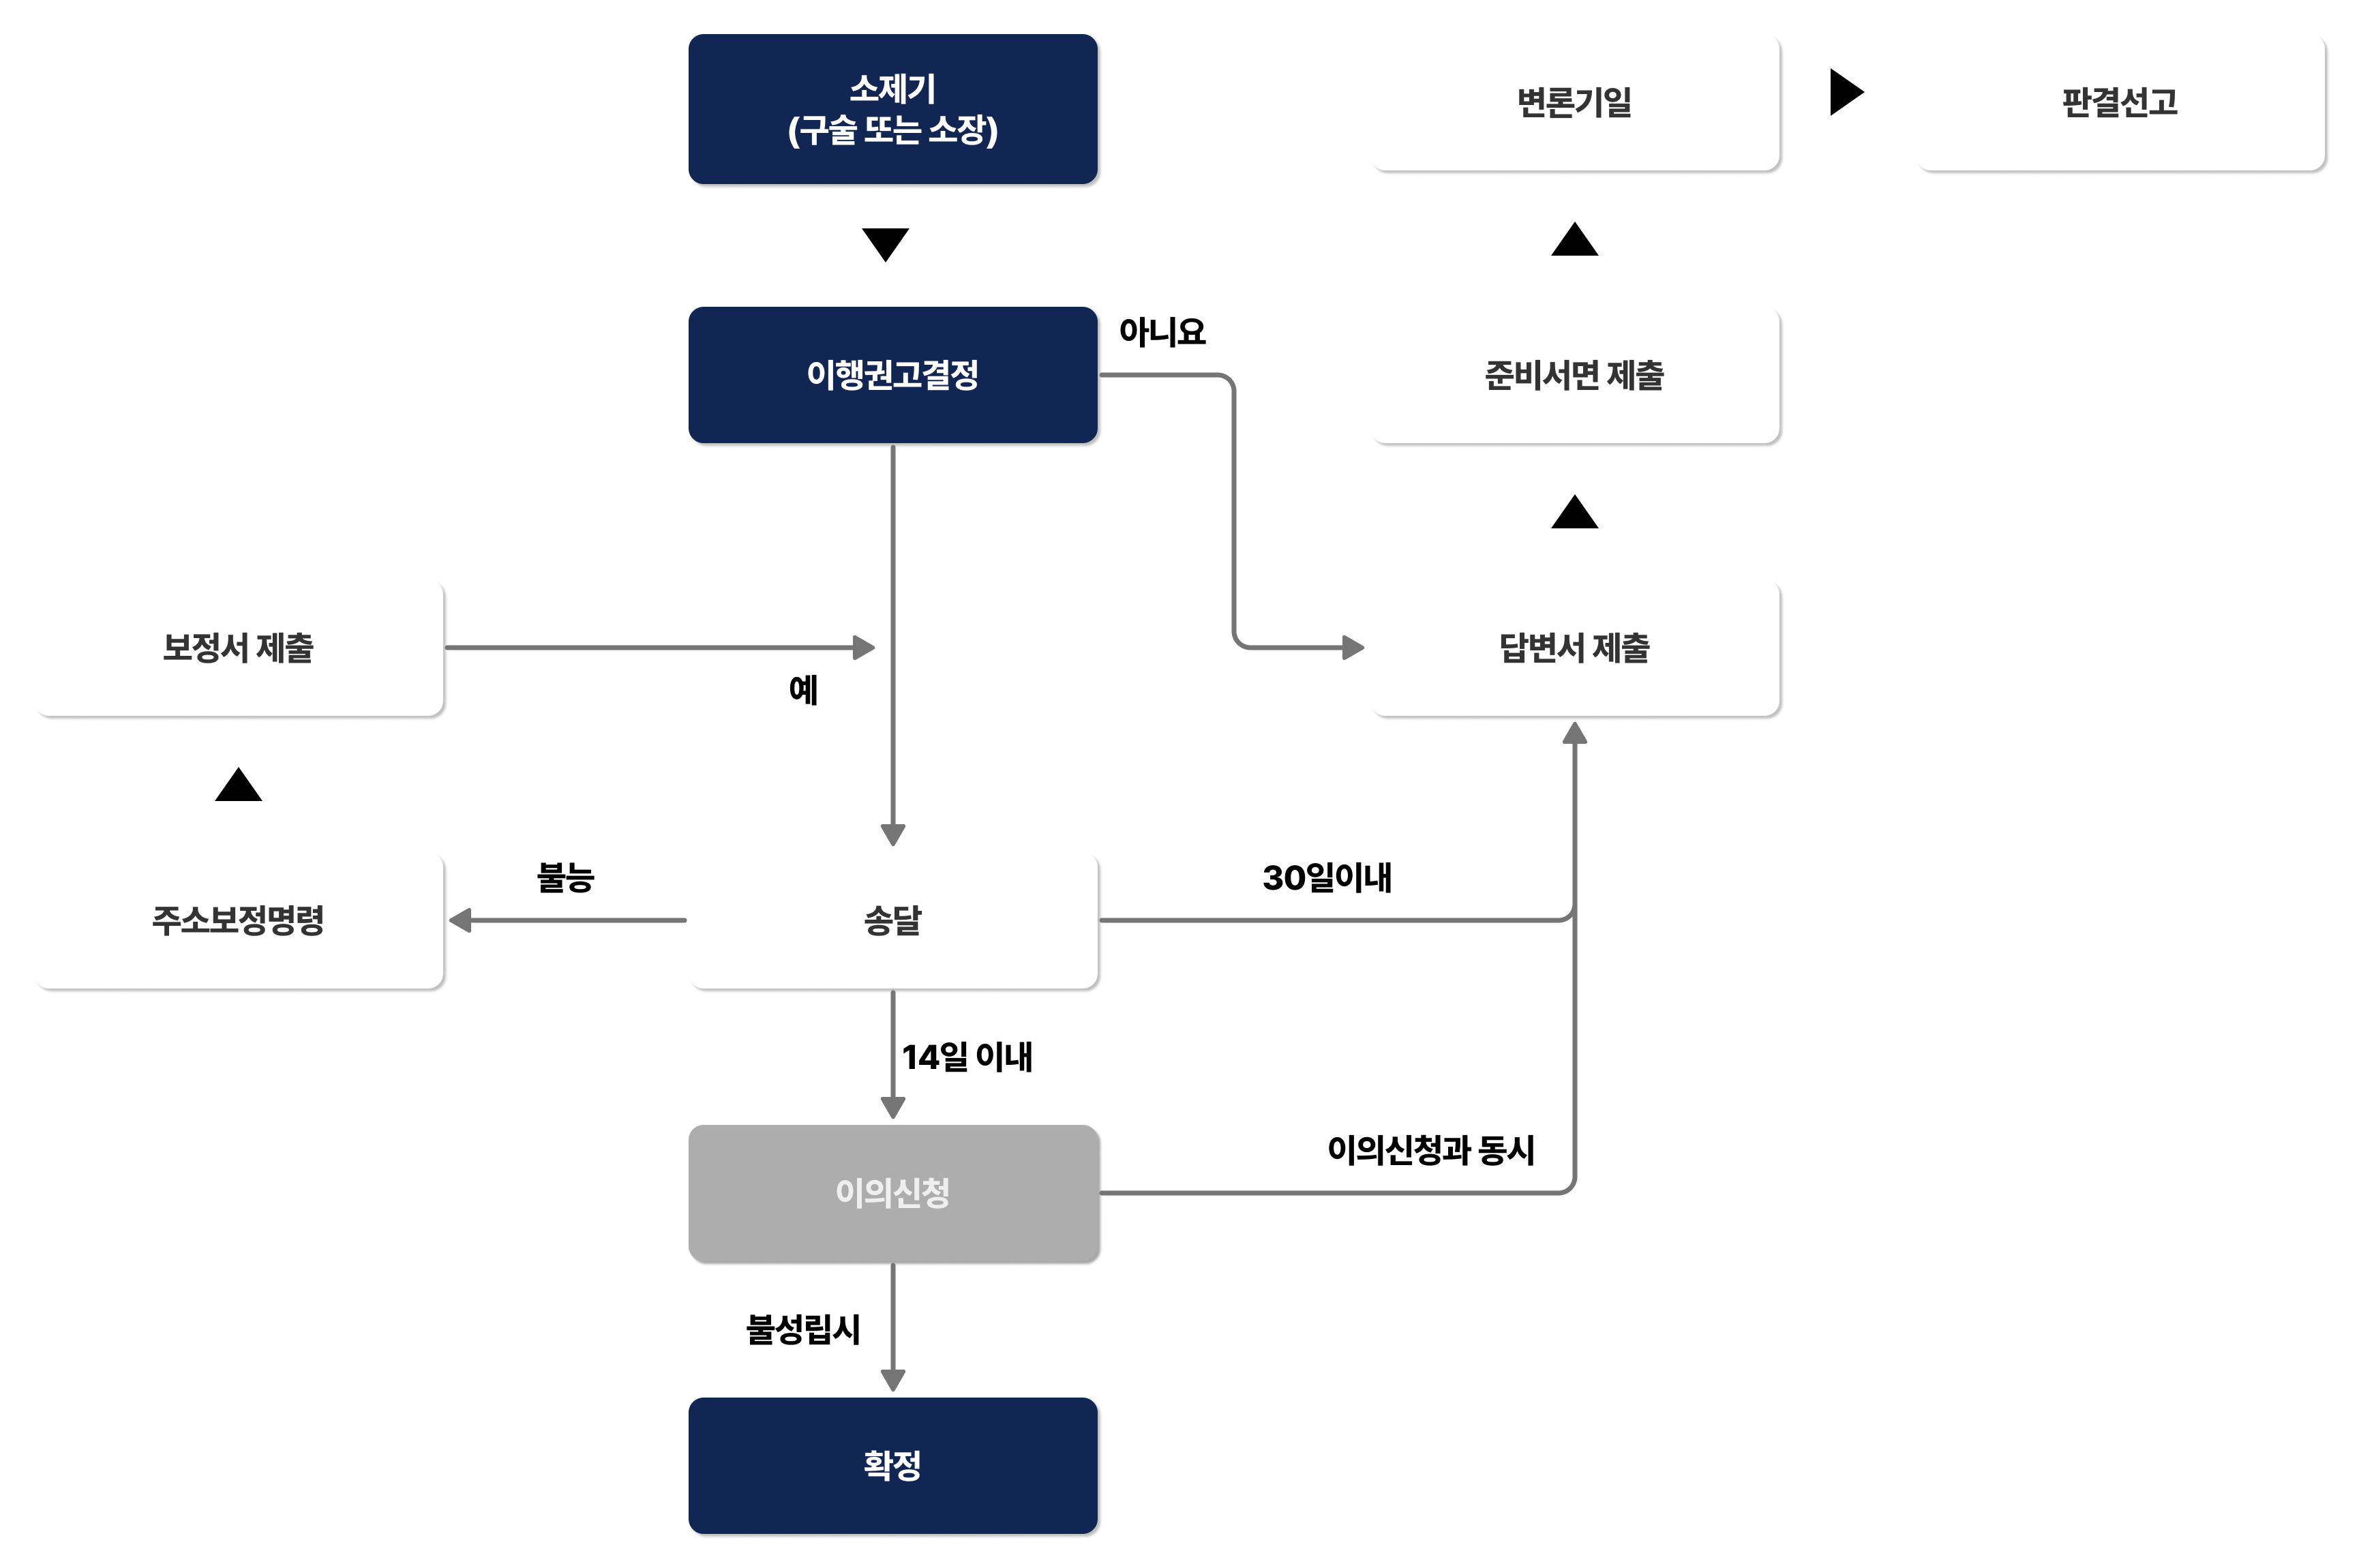 소제기
(구술 또는 소장)
변론기일
판결선고
이행권고결정
아니요
준비서면 제출
보정서 제출
예
답변서 제출
주소보정명령
불능
송달
30일이내
14일 이내
이의신청
이의신청과 동시
불성립시
확정